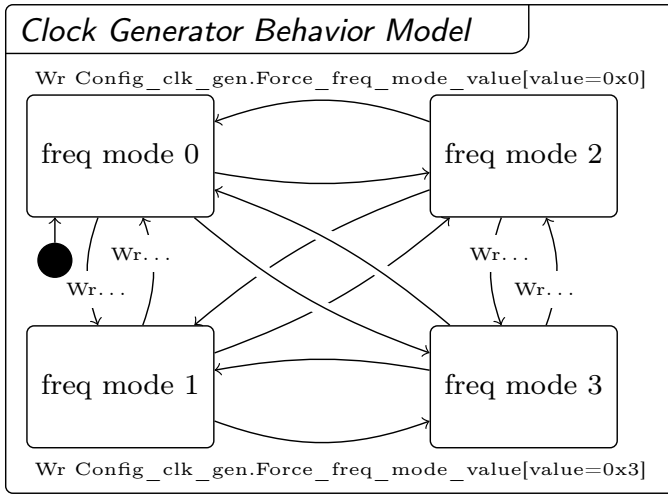 Clock Generator Behavior Model
Wr Config_clk_gen.Force_freq_mode_value[value=0x0]
freq mode 0
freq mode 2
Wr...
Wr...
Wr...
Wr...
freq mode 1
freq mode 3
Wr Config_clk_gen.Force_freq_mode_value[value=0x3]